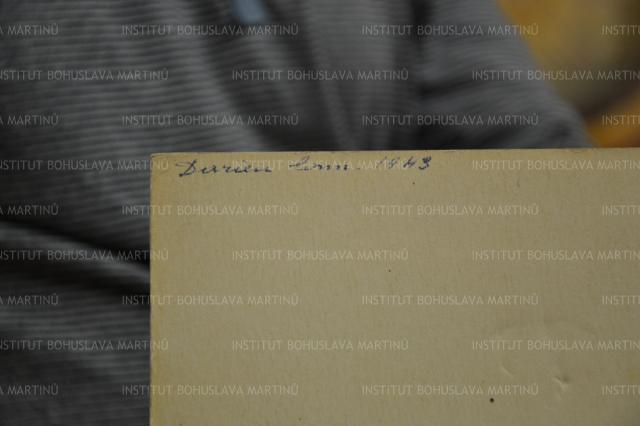 INSTITUT BOHUSLAVA MARTINŮ
Darien Conn. 1943